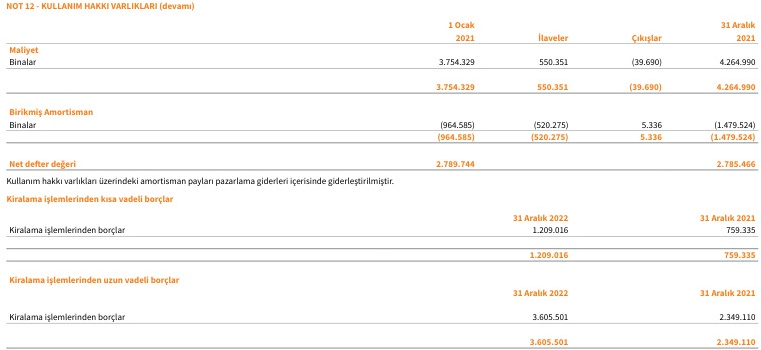 NOT 12 - KULLANIM HAKKI VARLIKLARI (devamı)
1 Ocak 31 Aralık
2021 İlaveler Çıkışlar 2021
Maliyet
Binalar 3.754.329 550.351 (39.690) 4.264.990
3.754.329 550.351 (39.690) 4.264.990
Birikmiş Amortisman
Binalar (964.585) (520.275) 5.336 (1.479.524)
(964.585) (520.275) 5.336 (1.479.524)
Net defter değeri 2.789.744 2.785.466
Kullanım hakkı varlıkları üzerindeki amortisman payları pazarlama giderleri içerisinde giderleştirilmiştir.
Kiralama işlemlerinden kısa vadeli borçlar
31 Aralık 2022 31 Aralık 2021
Kiralama işlemlerinden borçlar 1.209.016 759.335
1.209.016 759.335
Kiralama işlemlerinden uzun vadeli borçlar
31 Aralık 2022 31 Aralık 2021
Kiralama işlemlerinden borçlar 3.605.501 2.349.110
3.605.501 2.349.110